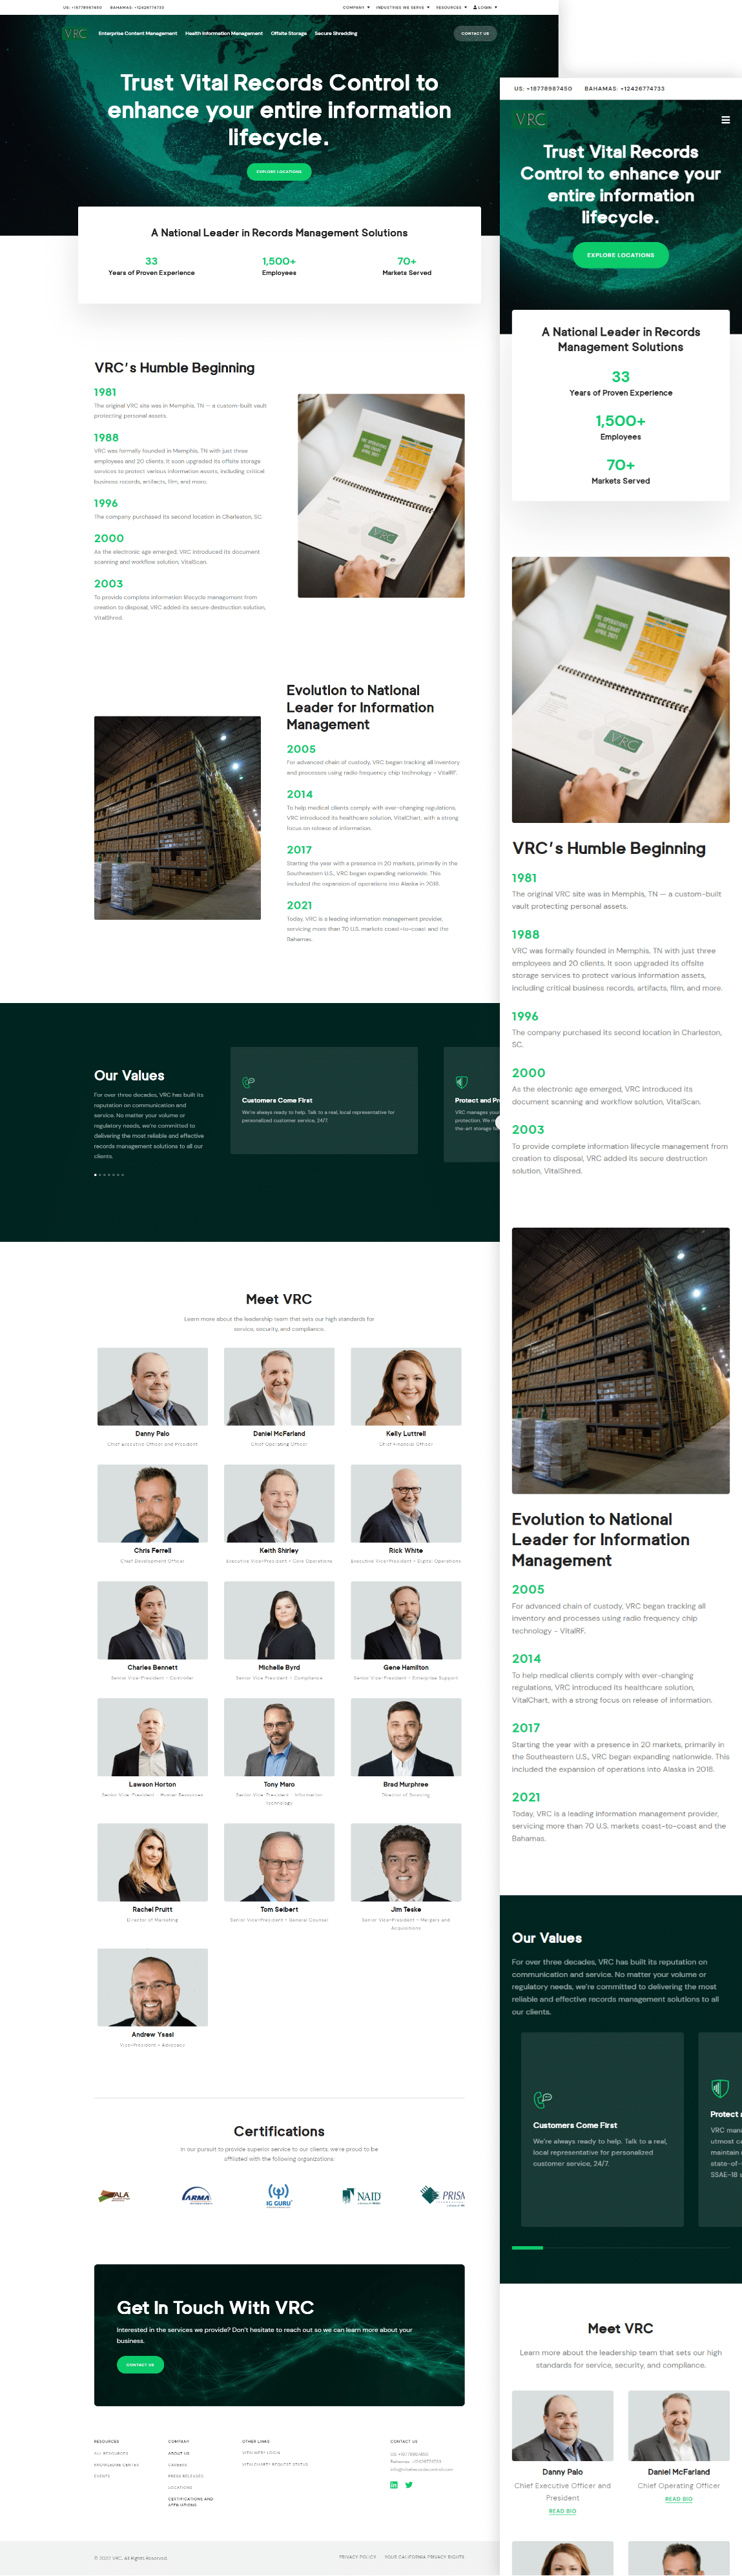 US: +18778987450 BAHAMAS: +12426774733
COMPANY INDUSTRIES WE SERVE RESOURCES LOGIN
VRC
Enterprise Content Management Health Information Management Offsite Storage Secure Shredding
CONTACT US
Trust Vital Records Control to
enhance your entire information
lifecycle.
EXPLORE LOCATIONS
A National Leader in Records Management Solutions
33
Years of Proven Experience
1,500+
Employees
70+
Markets Served
VRC's Humble Beginning
1981
The original VRC site was in Memphis, TN — a custom-built vault
protecting personal assets.
1988
VRC was formally founded in Memphis, TN with just three
employees and 20 clients. It soon upgraded its offsite storage
services to protect various information assets, including critical
business records, artifacts, film, and more.
1996
The company purchased its second location in Charleston, SC.
2000
As the electronic age emerged, VRC introduced its document
scanning and workflow solution, VitalScan.
2003
To provide complete information lifecycle management from
creation to disposal, VRC added its secure destruction solution,
VitalShred.
Evolution to National
Leader for Information
Management
2005
For advanced chain of custody, VRC began tracking all inventory
and processes using radio frequency chip technology - VitalRF.
2014
To help medical clients comply with ever-changing regulations,
VRC introduced its healthcare solution, VitalChart, with a strong
focus on release of information.
2017
Starting the year with a presence in 20 markets, primarily in the
Southeastern U.S., VRC began expanding nationwide. This
included the expansion of operations into Alaska in 2018.
2021
Today, VRC is a leading information management provider,
servicing more than 70 U.S. markets coast-to-coast and the
Bahamas.
Our Values
For over three decades, VRC has built its
reputation on communication and
service. No matter your volume or
regulatory needs, we're committed to
delivering the most reliable and effective
records management solutions to all our
clients.
Customers Come First
We're always ready to help. Talk to a real, local representative for
personalized customer service, 24/7.
Protect and Pr
VRC manages your
protection. We m
the-art storage fa
Meet VRC
Learn more about the leadership team that sets our high standards for
service, security, and compliance.
Danny Palo
Chief Executive Officer and President
Daniel McFarland
Chief Operating Officer
Kelly Luttrell
Chief Financial Officer
Chris Ferrell
Chief Development Officer
Keith Shirley
Executive Vice-President - Core Operations
Rick White
Executive Vice-President - Digital Operations
Charles Bennett
Senior Vice-President - Controller
Michelle Byrd
Senior Vice President - Compliance
Gene Hamilton
Senior Vice-President - Enterprise Support
Lawson Horton
Senior Vice-President - Human Resources
Tony Maro
Senior Vice-President - Information
Technology
Brad Murphree
Director of Sourcing
Rachel Pruitt
Director of Marketing
Tom Seibert
Senior Vice-President - General Counsel
Jim Teske
Senior Vice-President - Mergers and
Acquisitions
Andrew Ysasi
Vice-President - Advocacy
Certifications
In our pursuit to provide superior service to our clients, we're proud to be
affiliated with the following organizations:
ALA
ARMA
IG GURU
NAID
PRISM
Get In Touch With VRC
Interested in the services we provide? Don't hesitate to reach out so we can learn more about your
business.
CONTACT US
RESOURCES
ALL RESOURCES
KNOWLEDGE CENTER
EVENTS
COMPANY
ABOUT US
CAREERS
PRESS RELEASES
LOCATIONS
CERTIFICATIONS AND
AFFILIATIONS
OTHER LINKS
VITALWEB® LOGIN
VITALCHART® REQUEST STATUS
CONTACT US
US: +18778987450
Bahamas: +12426774733
info@vitalrecordscontrol.com
© 2022 VRC. All Rights Reserved.
PRIVACY POLICY YOUR CALIFORNIA PRIVACY RIGHTS
US: +18778987450 BAHAMAS: +12426774733
VRC
Trust Vital Records
Control to enhance your
entire information
lifecycle.
EXPLORE LOCATIONS
A National Leader in Records
Management Solutions
33
Years of Proven Experience
1,500+
Employees
70+
Markets Served
VRC's Humble Beginning
1981
The original VRC site was in Memphis, TN — a custom-built
vault protecting personal assets.
1988
VRC was formally founded in Memphis, TN with just three
employees and 20 clients. It soon upgraded its offsite
storage services to protect various information assets,
including critical business records, artifacts, film, and more.
1996
The company purchased its second location in Charleston,
SC.
2000
As the electronic age emerged, VRC introduced its
document scanning and workflow solution, VitalScan.
2003
To provide complete information lifecycle management from
creation to disposal, VRC added its secure destruction
solution, VitalShred.
Evolution to National
Leader for Information
Management
2005
For advanced chain of custody, VRC began tracking all
inventory and processes using radio frequency chip
technology - VitalRF.
2014
To help medical clients comply with ever-changing
regulations, VRC introduced its healthcare solution,
VitalChart, with a strong focus on release of information.
2017
Starting the year with a presence in 20 markets, primarily in
the Southeastern U.S., VRC began expanding nationwide. This
included the expansion of operations into Alaska in 2018.
2021
Today, VRC is a leading information management provider,
servicing more than 70 U.S. markets coast-to-coast and the
Bahamas.
Our Values
For over three decades, VRC has built its reputation on
communication and service. No matter your volume or
regulatory needs, we're committed to delivering the most
reliable and effective records management solutions to all
our clients.
Customers Come First
We're always ready to help. Talk to a real,
local representative for personalized
customer service, 24/7.
Protect a
VRC mana
utmost ca
maintain o
state-of-
SSAE-18 s
Meet VRC
Learn more about the leadership team that sets our high
standards for service, security, and compliance.
Danny Palo
Chief Executive Officer and
President
READ BIO
Daniel McFarland
Chief Operating Officer
READ BIO